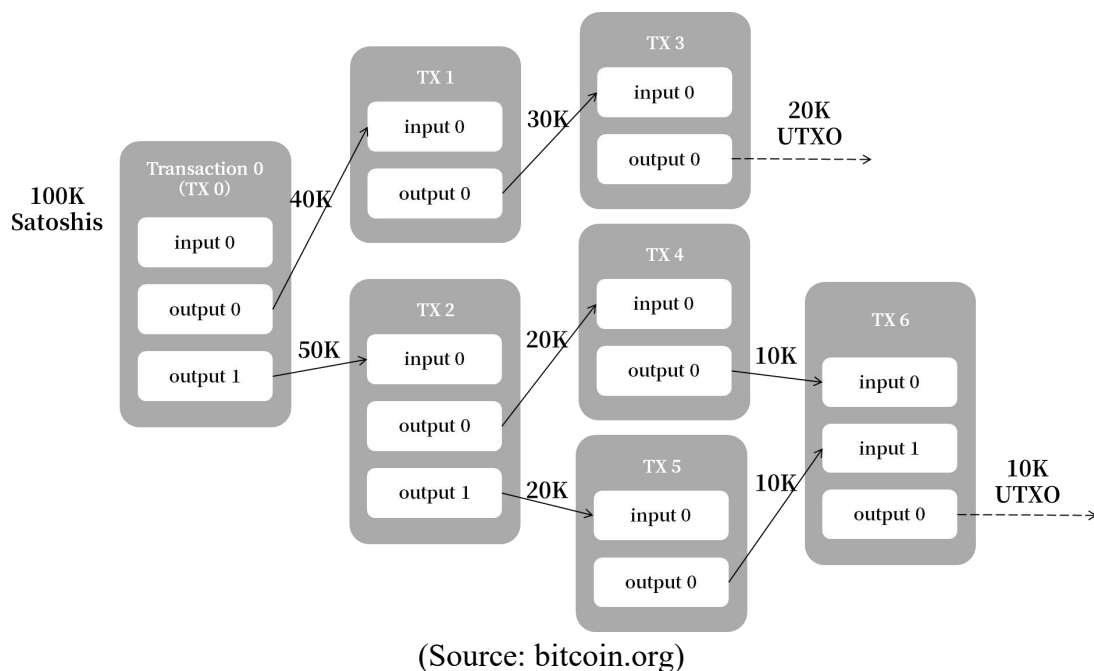 100K
Satoshis
Transaction 0
(TX 0)
input 0
output 0
output 1
40K
50K
TX 1
input 0
output 0
30K
TX 2
input 0
output 0
output 1
20K
20K
TX 3
input 0
output 0
20K
UTXO
TX 4
input 0
output 0
10K
TX 5
input 0
output 0
10K
TX 6
input 0
input 1
output 0
10K
UTXO
(Source: bitcoin.org)